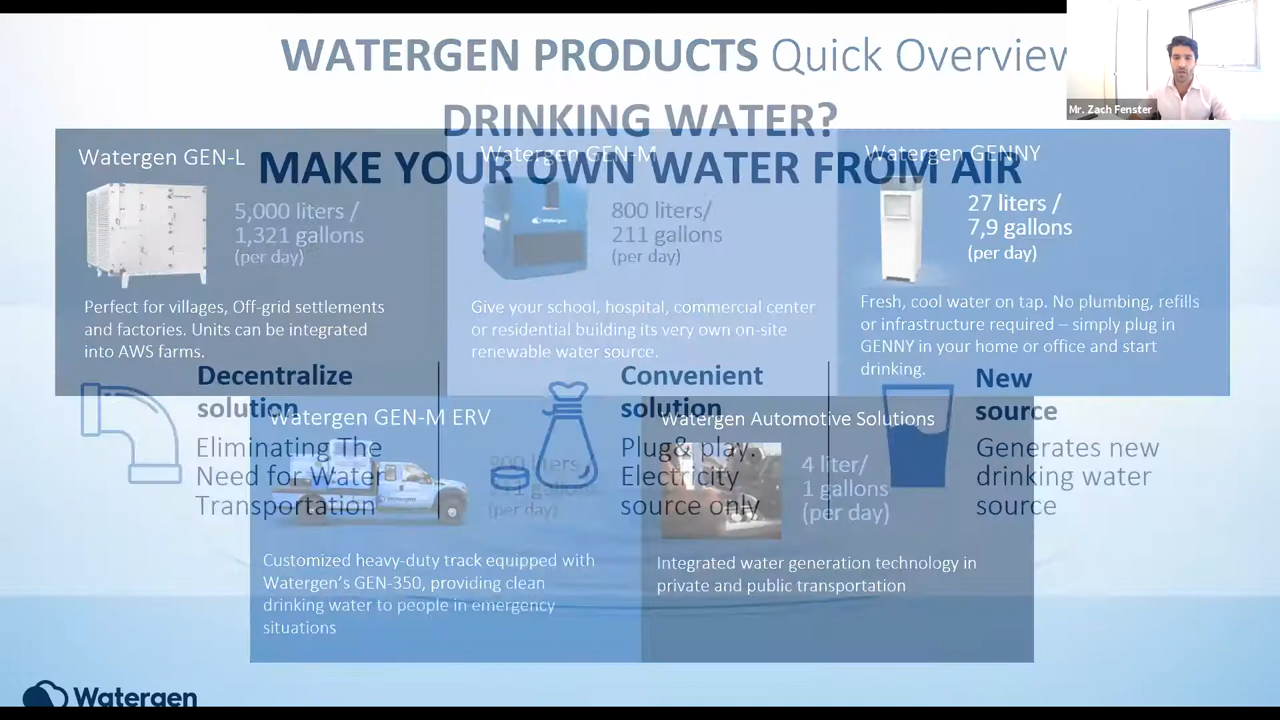 WATERGEN PRODUCTS Quick Overview
Mr. Zach Fenster
DRINKING WATER?
MAKE YOUR OWN WATER FROM AIR
Watergen GEN-L
5,000 liters /
1,321 gallons
(per day)
Perfect for villages, Off-grid settlements
and factories. Units can be integrated
into AWS farms.
Watergen GEN-M
800 liters/
211 gallons
(per day)
Give your school, hospital, commercial center
or residential building its very own on-site
renewable water source.
Watergen GENNY
27 liters /
7,9 gallons
(per day)
Fresh, cool water on tap. No plumbing, refills
or infrastructure required – simply plug in
GENNY in your home or office and start
drinking.
Decentralize
solution
Eliminating The
Need for Water
Transportation
Convenient
solution
Plug& play.
Electricity
source only
New
source
Generates new
drinking water
source
Watergen GEN-M ERV
800 liters
211 gallons
(per day)
Customized heavy-duty track equipped with
Watergen's GEN-350, providing clean
drinking water to people in emergency
situations
Watergen Automotive Solutions
4 liter/
1 gallons
(per day)
Integrated water generation technology in
private and public transportation
Watergen